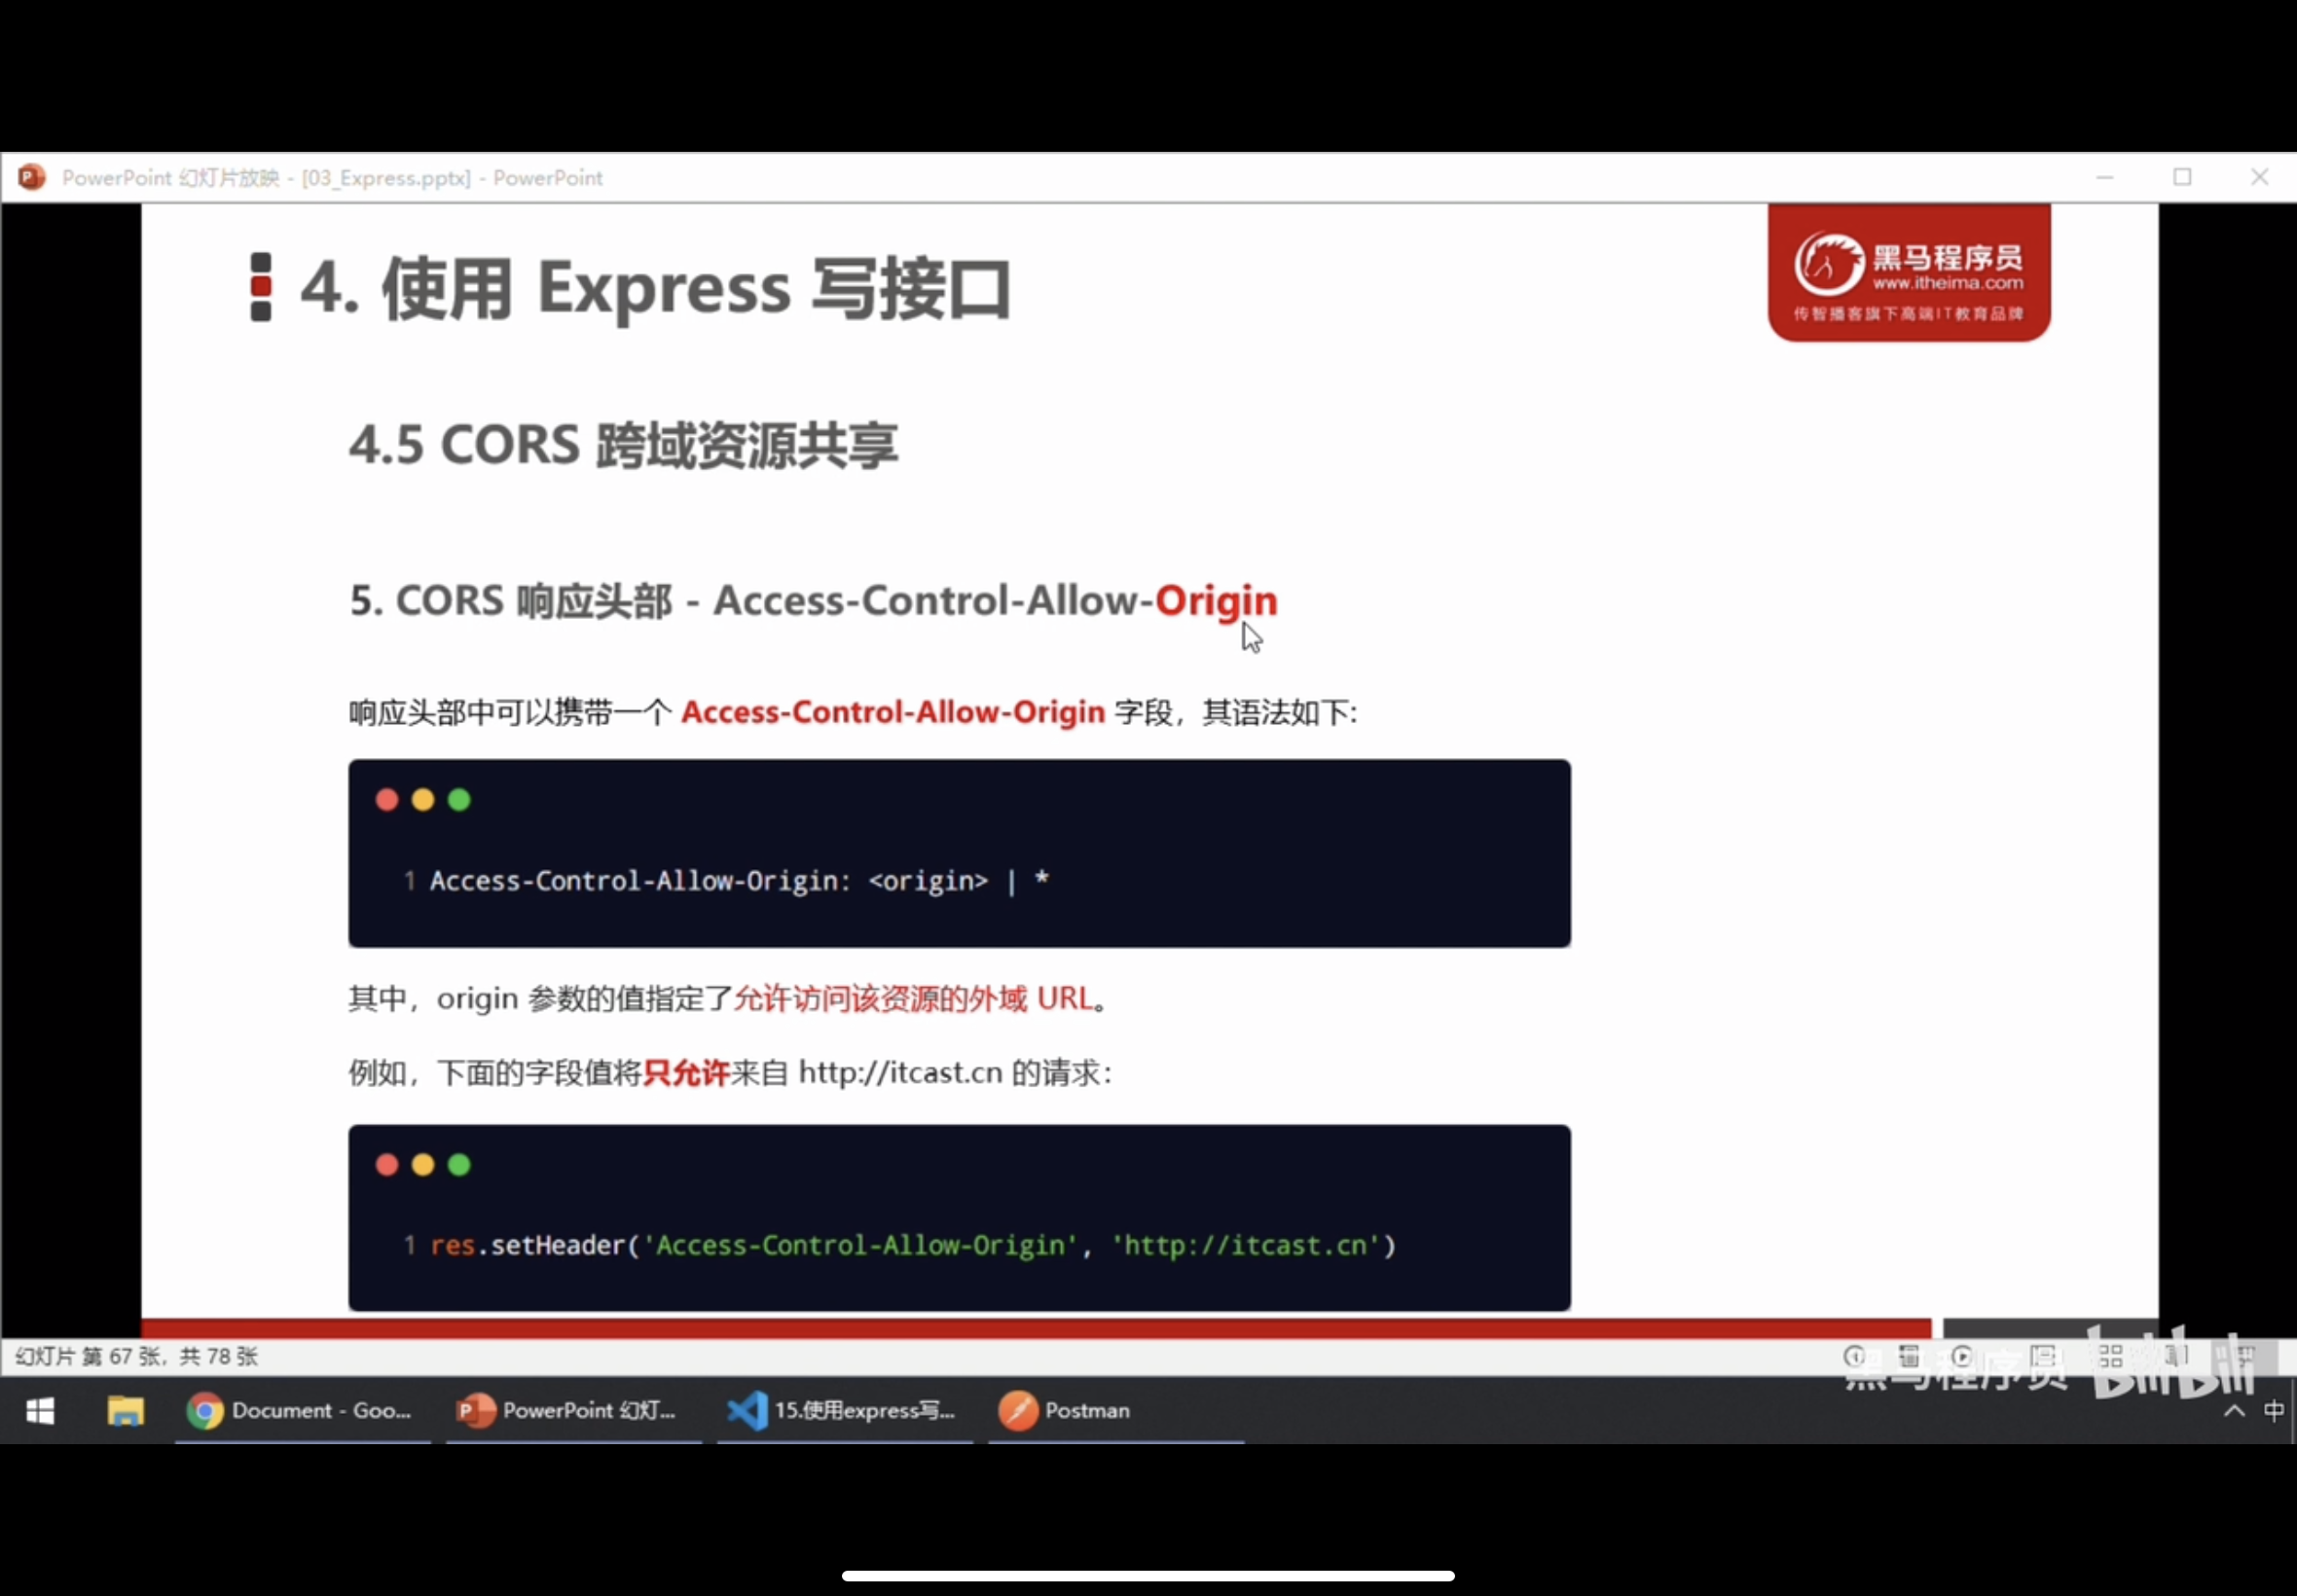 PowerPoint 幻灯片放映 - [03_Express.pptx] - PowerPoint
4. 使用 Express 写接口
黑马程序员
www.itheima.com
传智播客旗下高端IT教育品牌
4.5 CORS 跨域资源共享
5. CORS 响应头部 - Access-Control-Allow-Origin
响应头部中可以携带一个 Access-Control-Allow-Origin 字段，其语法如下:
1 Access-Control-Allow-Origin: <origin> | *
其中，origin 参数的值指定了允许访问该资源的外域 URL。
例如，下面的字段值将只允许来自 http://itcast.cn 的请求：
1 res.setHeader('Access-Control-Allow-Origin', 'http://itcast.cn')
幻灯片 第 67 张，共 78 张
黑马程序员 bilibili
Document - Goo...
PowerPoint 幻灯...
15.使用express写...
Postman
中